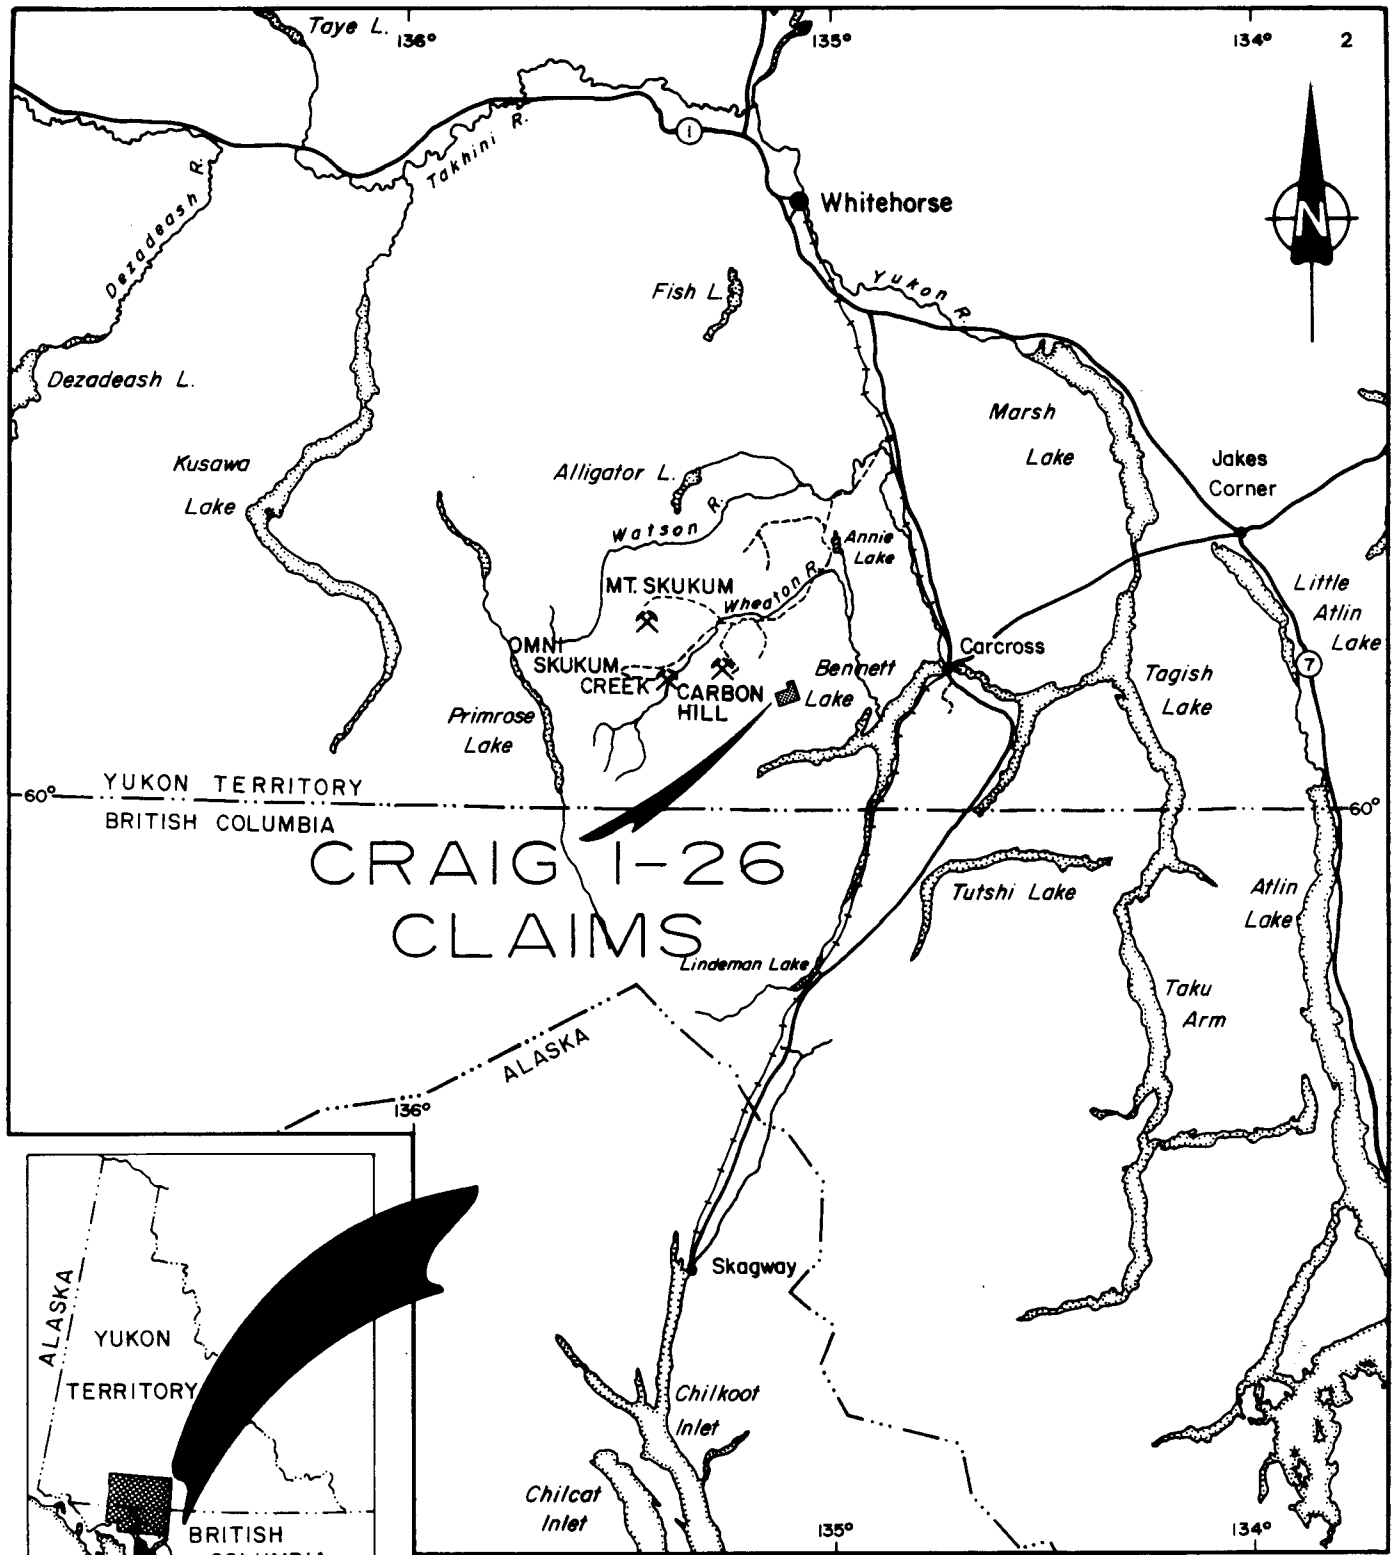 Taye L.
136°
135°
134°
2
1
Takhini R.
Dezadeash R.
Whitehorse
N
Fish L.
Yukon R.
Dezadeash L.
Marsh
Lake
Kusawa
Lake
Alligator L.
Jakes
Corner
Watson R.
Annie
Lake
MT. SKUKUM
Wheaton R.
Little
Atlin
Lake
OMNI
SKUKUM
CREEK
CARBON
HILL
Bennett
Lake
Carcross
7
Tagish
Lake
Primrose
Lake
YUKON TERRITORY
60°
60°
BRITISH COLUMBIA
CRAIG 1-26
CLAIMS
Tutshi Lake
Atlin
Lake
Lindeman Lake
Taku
Arm
ALASKA
136°
Skagway
ALASKA
YUKON
TERRITORY
Chilkoot
Inlet
Chilcat
Inlet
135°
134°
BRITISH
COLUMBIA